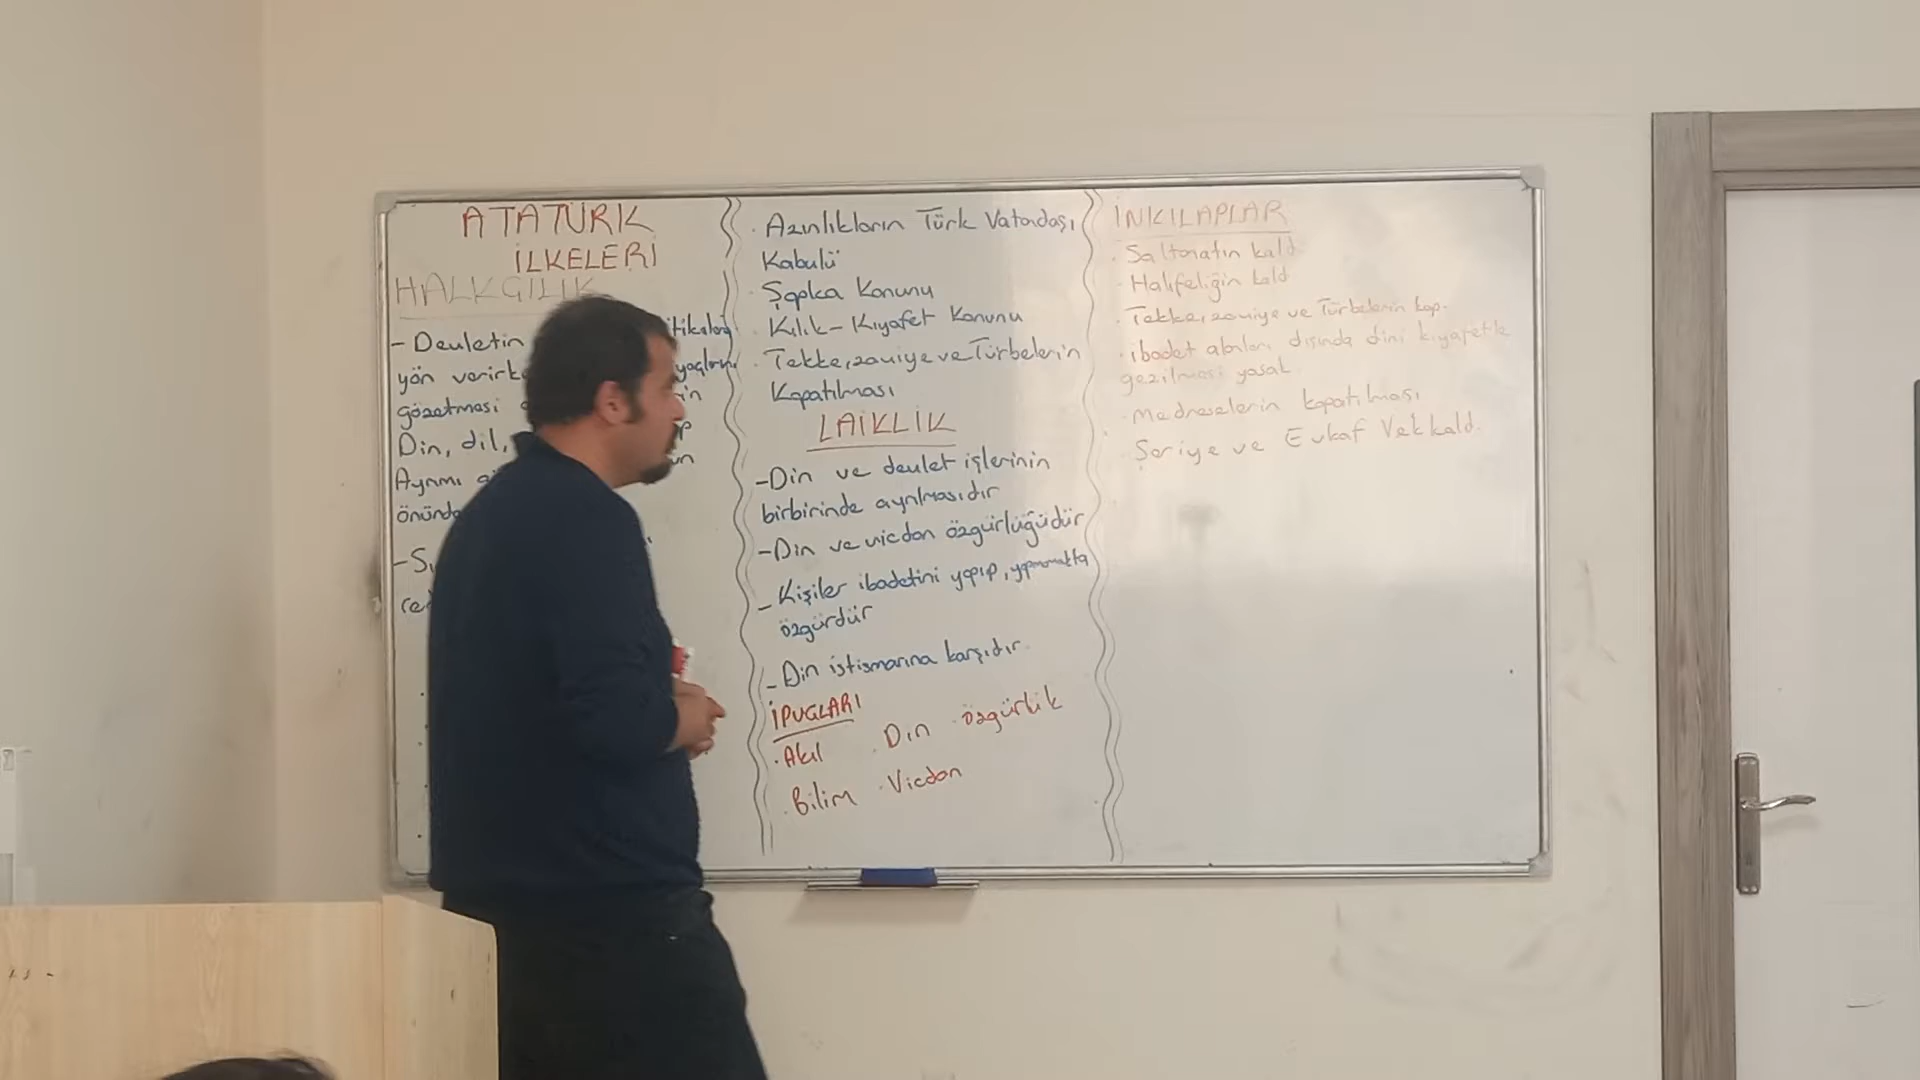 ATATÜRK
İLKELERİ
HALKÇILIK
- Devletin
yön verirk
gözetmesi
Din, dil,
Ayrımı
önünde
· Azınlıkların Türk Vatandaşı
Kabulü
· Şapka Kanunu
· Kılık-Kıyafet Kanunu
· Tekke, zaviye ve Türbelerin
Kapatılması
LAİKLİK
- Din ve devlet işlerinin
birbirinde ayrılmasıdır
- Din ve vicdan özgürlüğüdür
- Kişiler ibadetini yapıp, yapmamakta
özgürdür
- Din istismarına karşıdır.
İPUÇLARI
· Akıl · Din · özgürlik
· Bilim · Vicdan
İNKILAPLAR
· Saltanatın kald.
· Halifeliğin kald
· Tekke, zaviye ve Türbelerin kap.
· ibadet alanları dışında dini kıyafetle
gezilmesi yasak.
· Medreselerin kapatılması
· Şeriye ve Evkaf Vek kald.